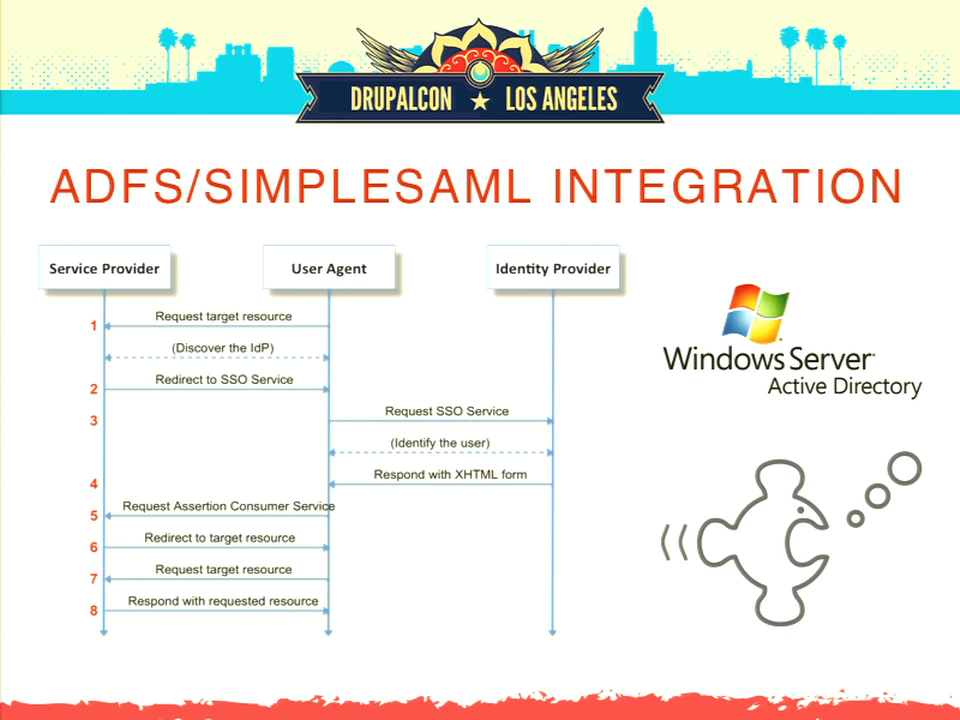 DRUPALCON ★ LOS ANGELES
ADFS/SIMPLESAML INTEGRATION
Service Provider
User Agent
Identity Provider
1
Request target resource
(Discover the IdP)
2
Redirect to SSO Service
3
Request SSO Service
(Identify the user)
4
Respond with XHTML form
5
Request Assertion Consumer Service
6
Redirect to target resource
7
Request target resource
8
Respond with requested resource
Windows Server
Active Directory